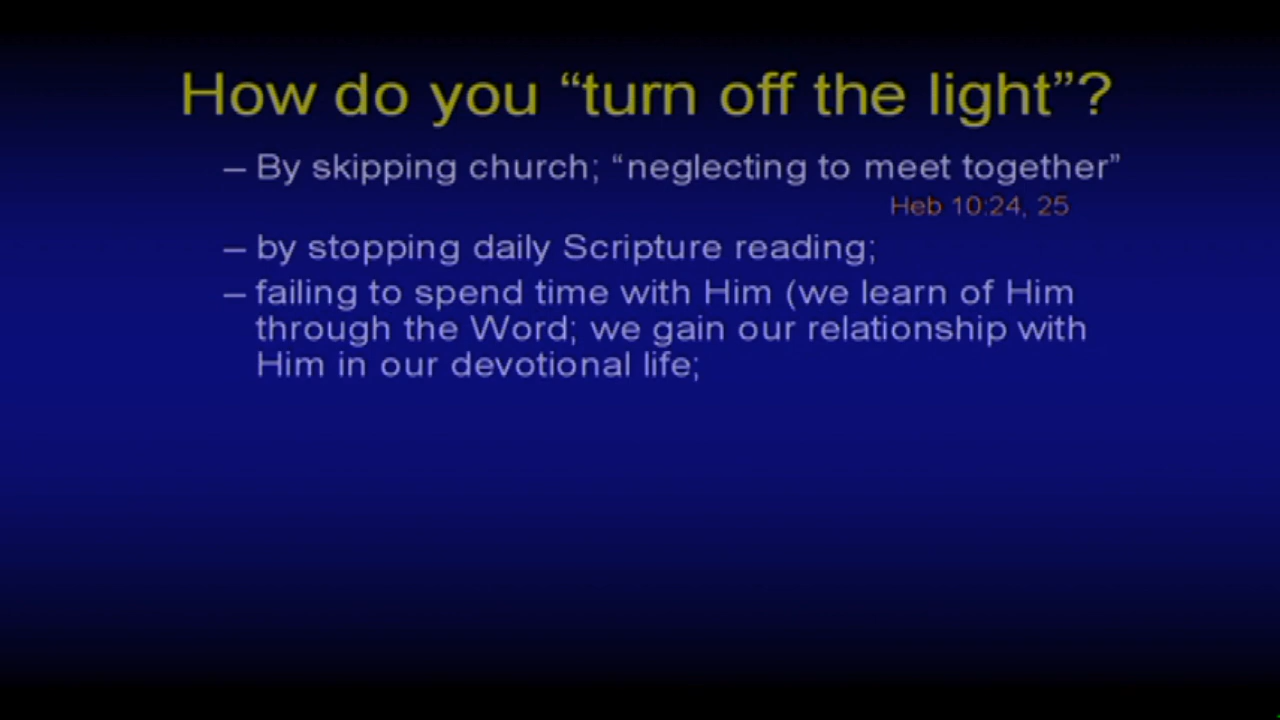 How do you “turn off the light”?
– By skipping church; “neglecting to meet together”
Heb 10:24, 25
– by stopping daily Scripture reading;
– failing to spend time with Him (we learn of Him
through the Word; we gain our relationship with
Him in our devotional life;